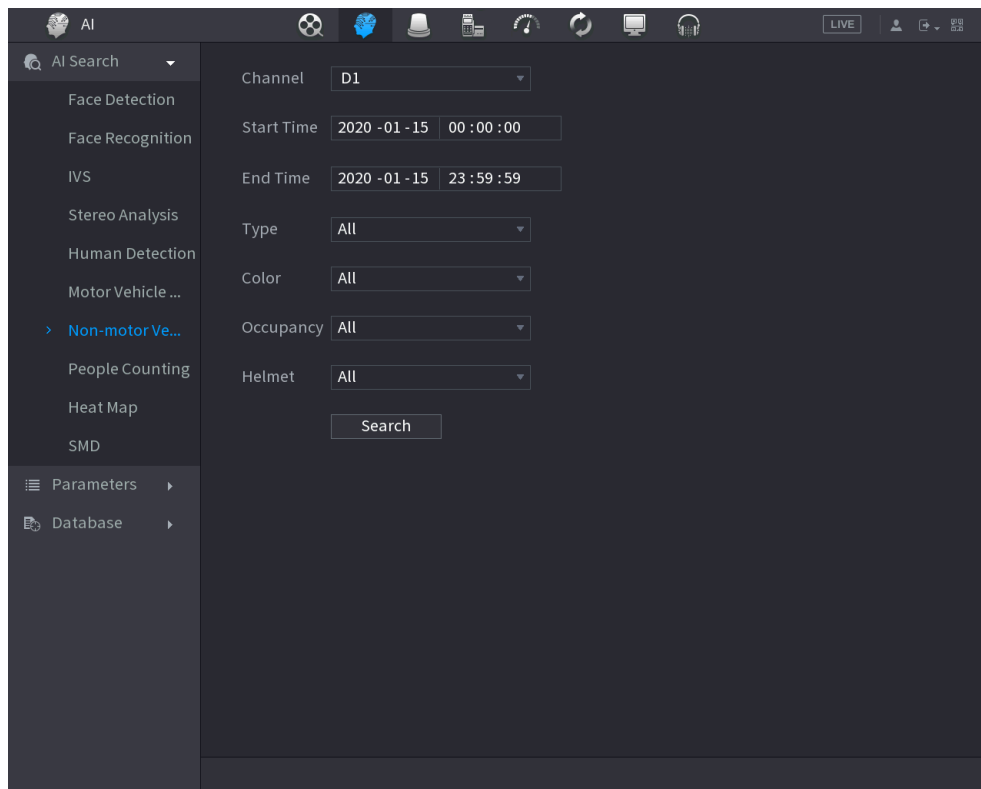 AI
LIVE
AI Search
Face Detection
Face Recognition
IVS
Stereo Analysis
Human Detection
Motor Vehicle ...
Non-motor Ve...
People Counting
Heat Map
SMD
Parameters
Database
Channel D1
Start Time 2020 -01 -15 00 : 00 : 00
End Time 2020 -01 -15 23 : 59 : 59
Type All
Color All
Occupancy All
Helmet All
Search